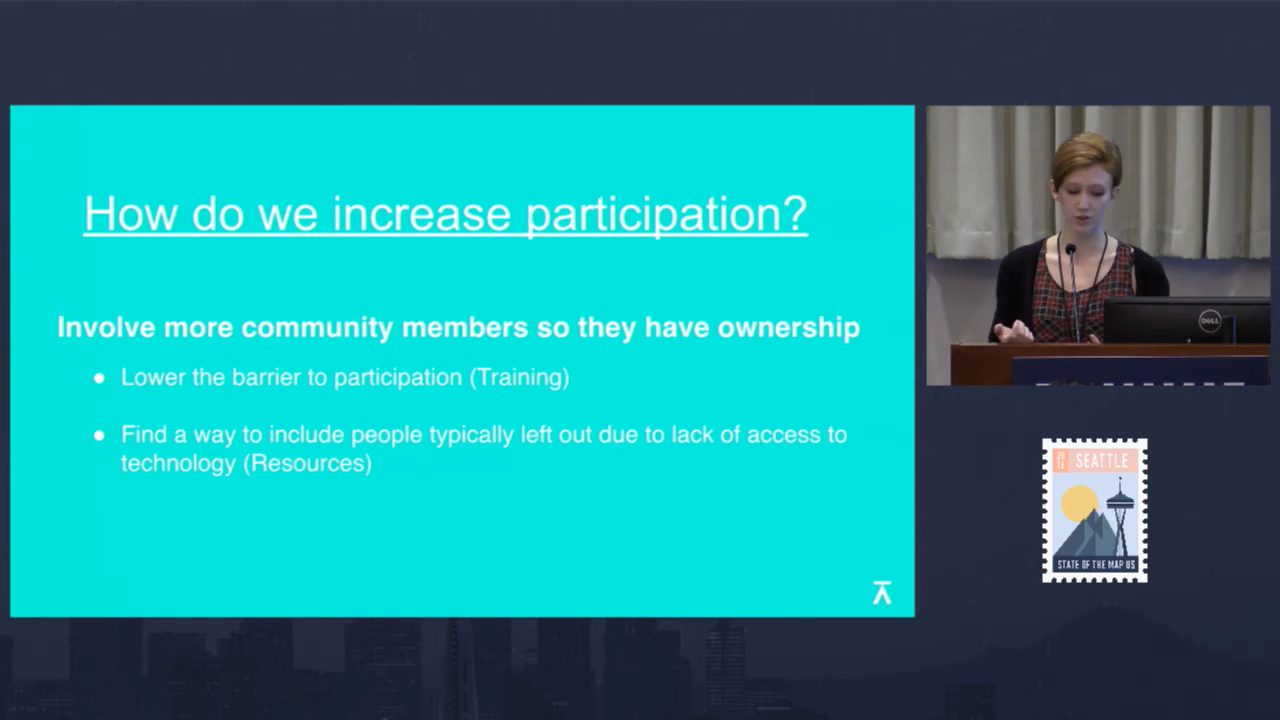 How do we increase participation?
Involve more community members so they have ownership
● Lower the barrier to participation (Training)
● Find a way to include people typically left out due to lack of access to
technology (Resources)
DELL
SEATTLE
STATE OF THE MAP US